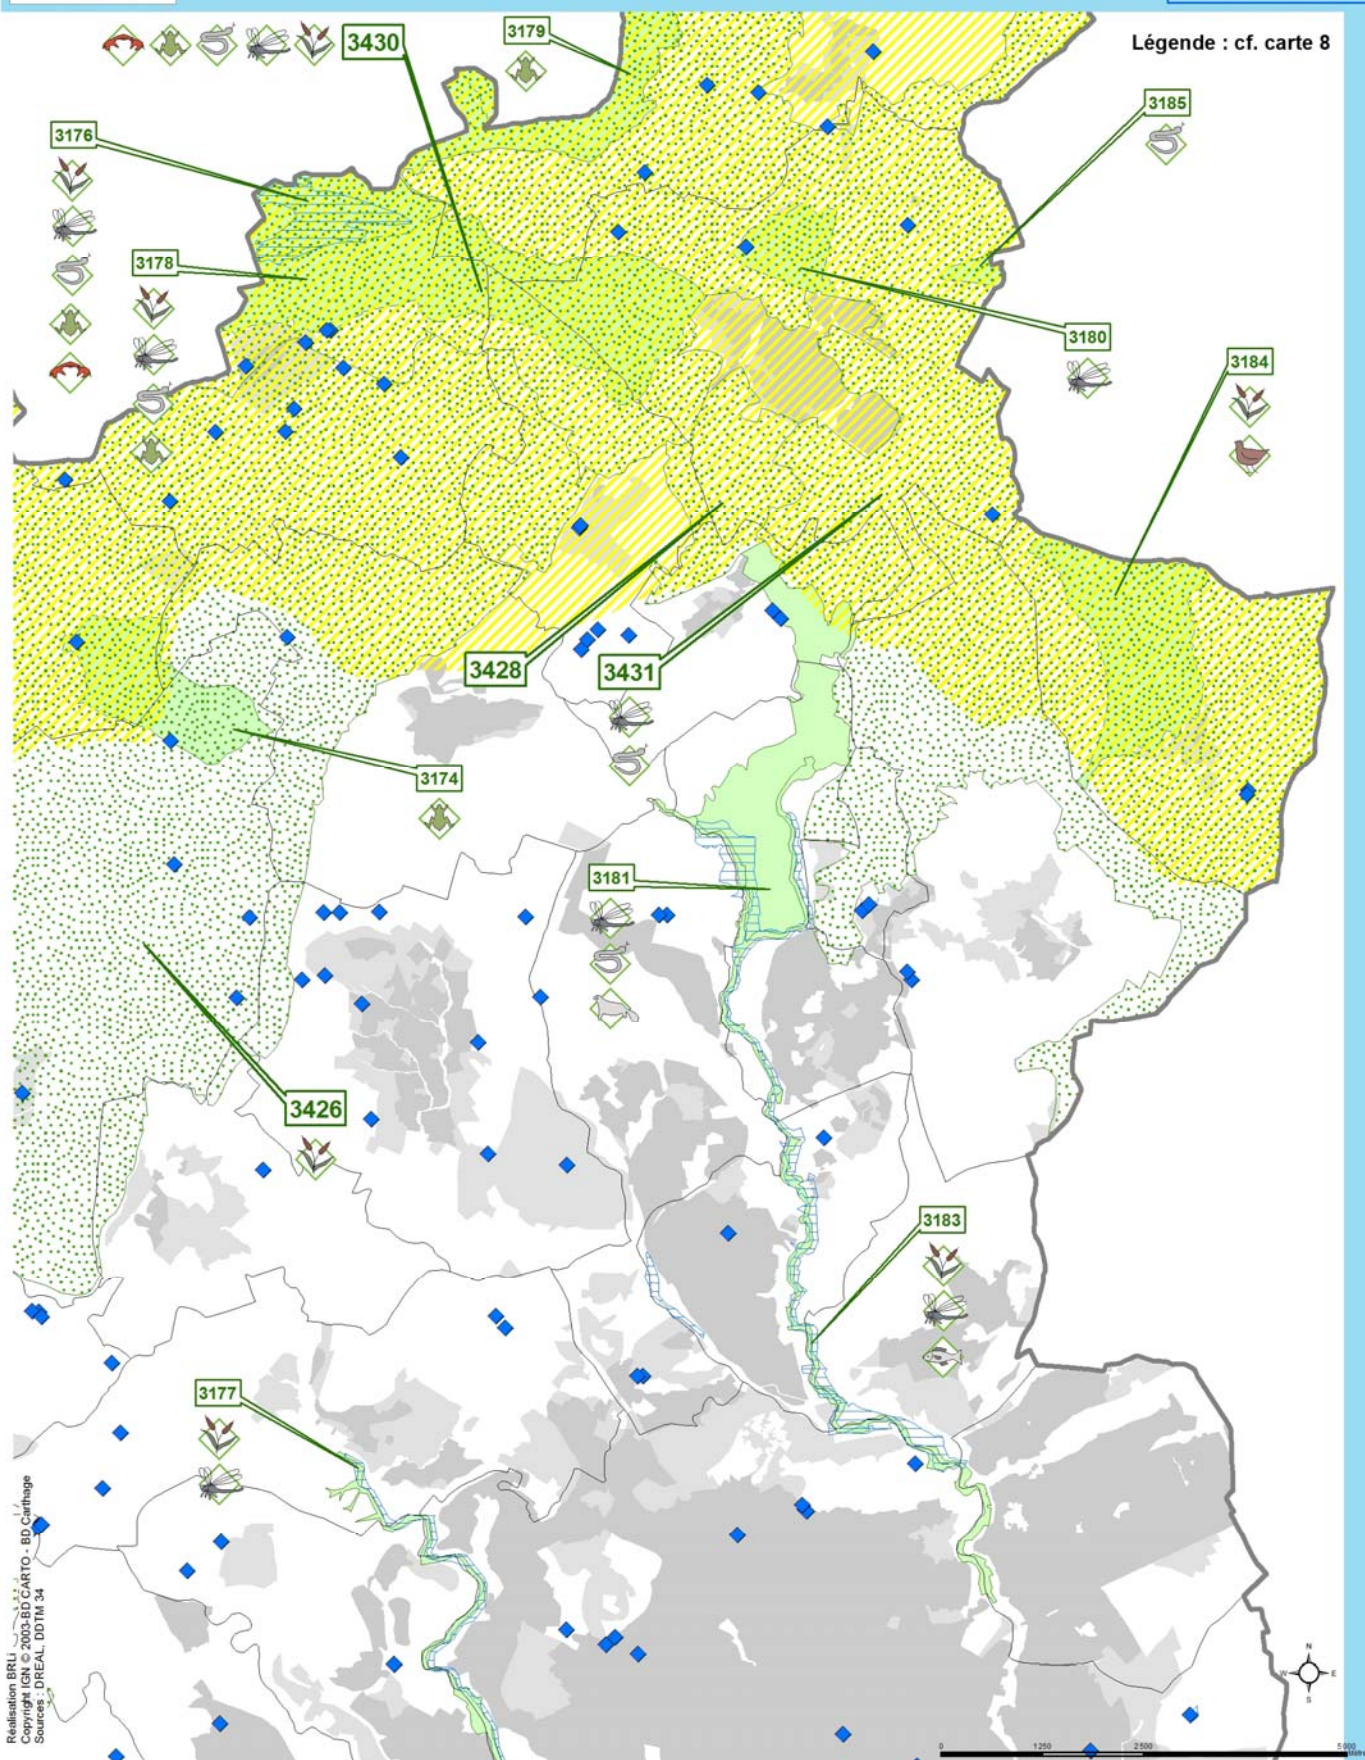 3430
3179
Légende : cf. carte 8
3185
3176
3178
3180
3184
3428
3431
3174
3181
3426
3183
3177
Réalisation BRLi
Copyright IGN © 2003-BD CARTO - BD Carthage
Sources : DREAL, DDTM 34
N
W E
S
0 1250 2500 5000